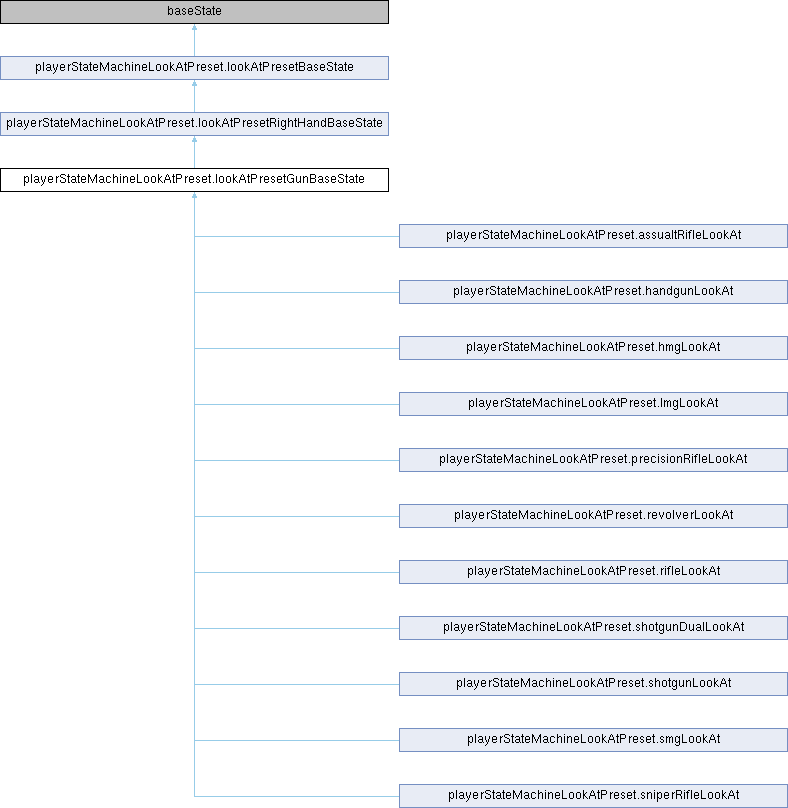 baseState
playerStateMachineLookAtPreset.lookAtPresetBaseState
playerStateMachineLookAtPreset.lookAtPresetRightHandBaseState
playerStateMachineLookAtPreset.lookAtPresetGunBaseState
playerStateMachineLookAtPreset.assualtRifleLookAt
playerStateMachineLookAtPreset.handgunLookAt
playerStateMachineLookAtPreset.hmgLookAt
playerStateMachineLookAtPreset.lmgLookAt
playerStateMachineLookAtPreset.precisionRifleLookAt
playerStateMachineLookAtPreset.revolverLookAt
playerStateMachineLookAtPreset.rifleLookAt
playerStateMachineLookAtPreset.shotgunDualLookAt
playerStateMachineLookAtPreset.shotgunLookAt
playerStateMachineLookAtPreset.smgLookAt
playerStateMachineLookAtPreset.sniperRifleLookAt